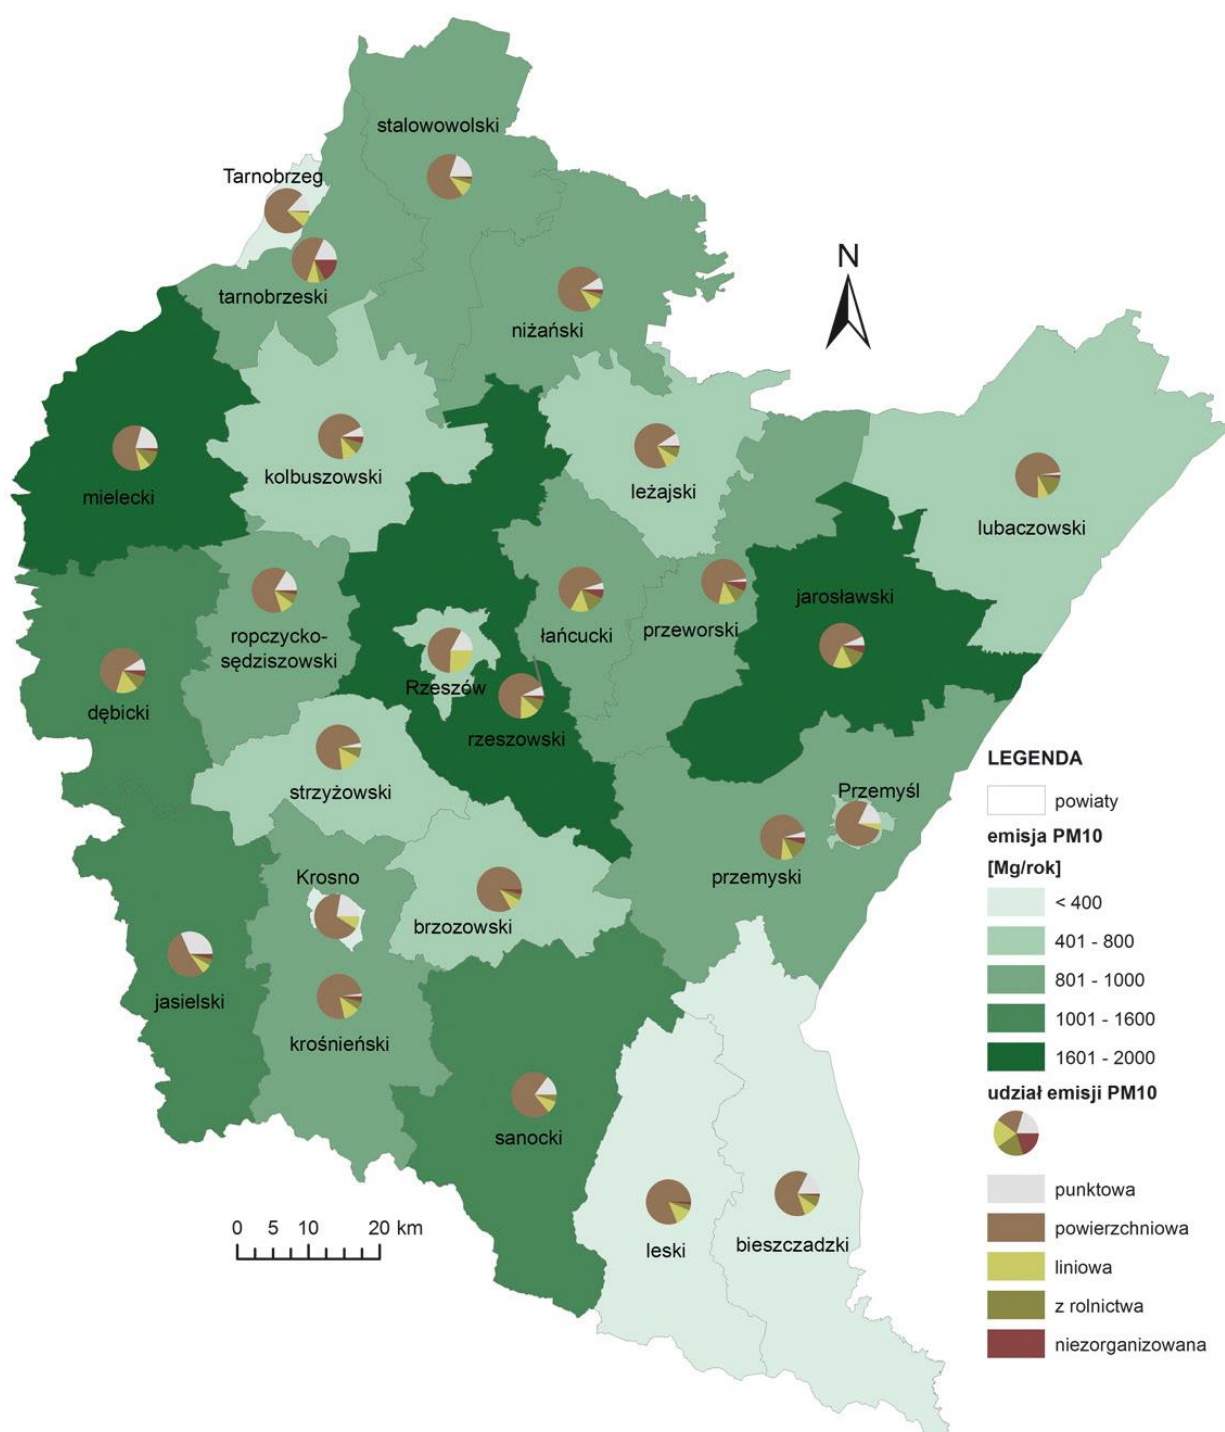 stalowowolski
Tarnobrzeg
tarnobrzeski
N
niżański
mielecki
kolbuszowski
leżajski
lubaczowski
ropczycko-
sędziszowski
łańcucki
przeworski
jarosławski
dębicki
Rzeszów
rzeszowski
strzyżowski
Przemyśl
przemyski
Krosno
brzozowski
jasielski
krośnieński
sanocki
leski
bieszczadzki
0 5 10 20 km
LEGENDA
powiaty
emisja PM10
[Mg/rok]
< 400
401 - 800
801 - 1000
1001 - 1600
1601 - 2000
udział emisji PM10
punktowa
powierzchniowa
liniowa
z rolnictwa
niezorganizowana